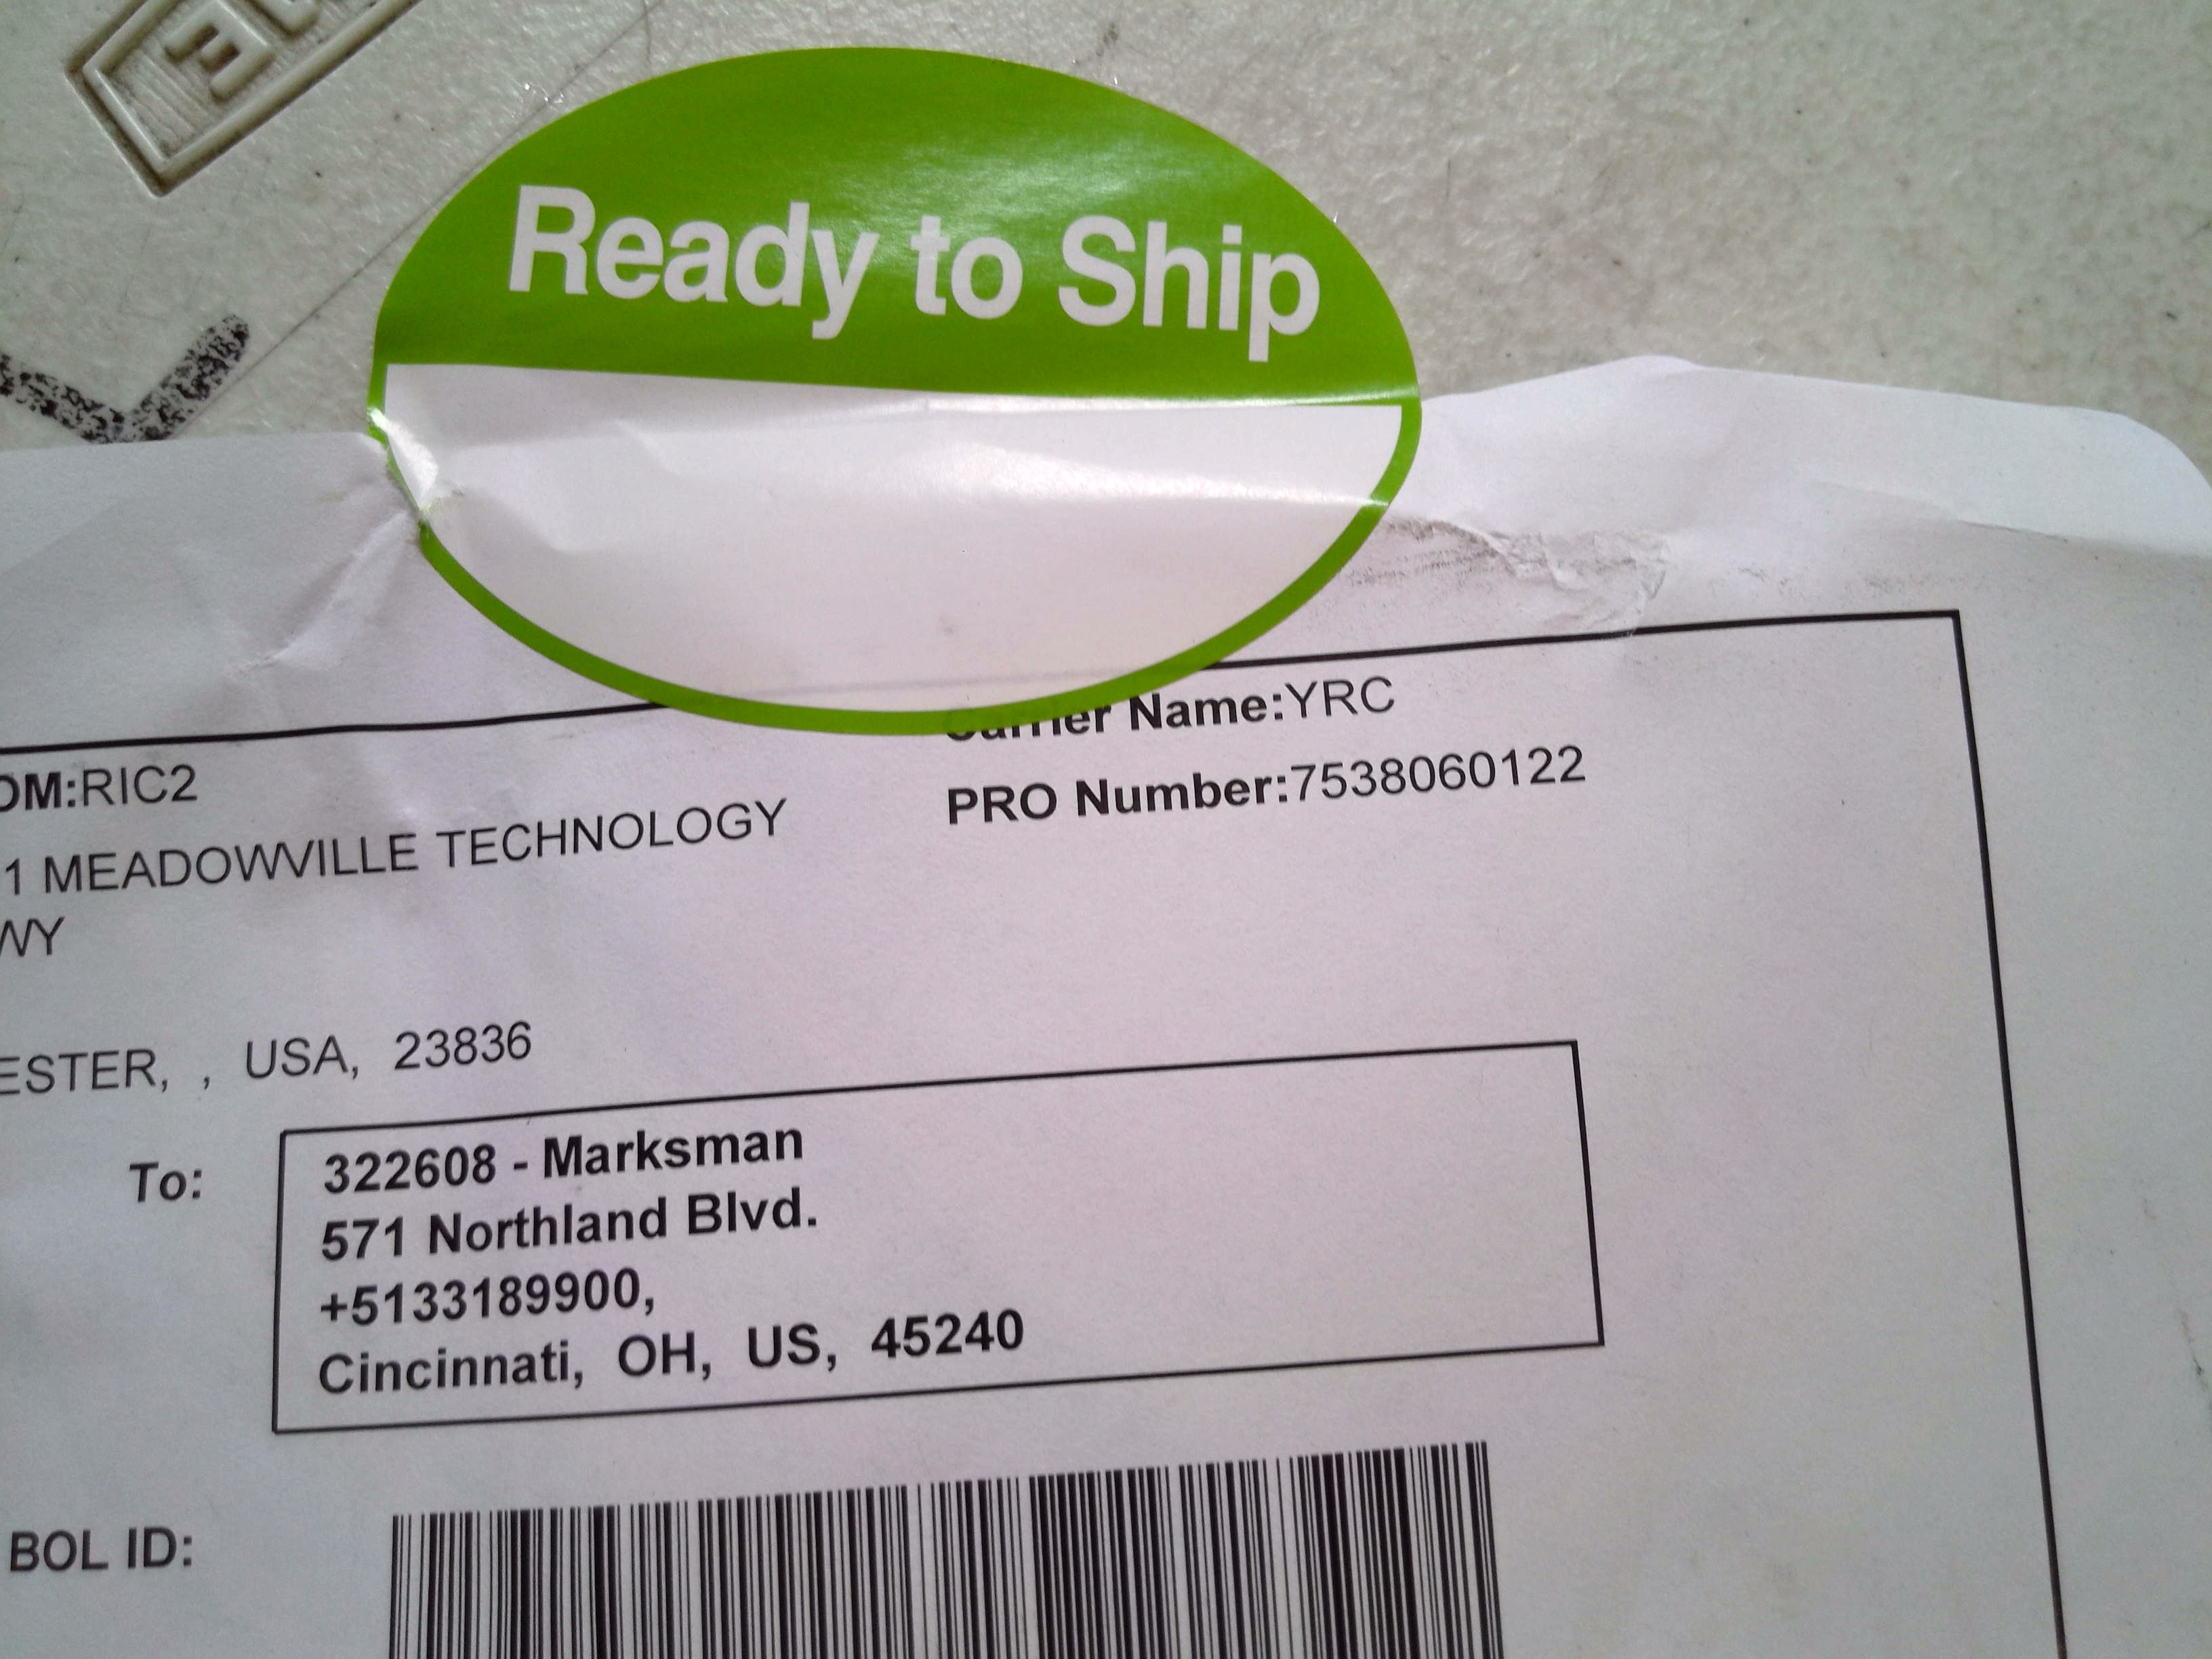 Ready to Ship
Carrier Name:YRC
OM:RIC2
PRO Number:7538060122
1 MEADOWVILLE TECHNOLOGY
WY
ESTER, , USA, 23836
To:
322608 - Marksman
571 Northland Blvd.
+5133189900,
Cincinnati, OH, US, 45240
BOL ID: